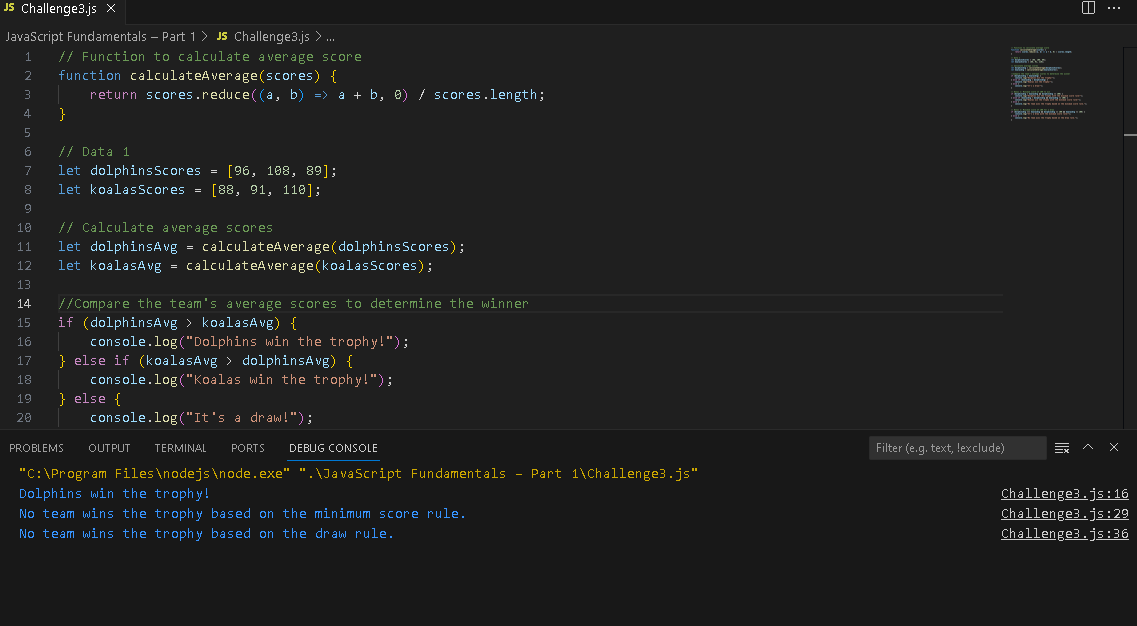 JS Challenge3.js
JavaScript Fundamentals – Part 1 > JS Challenge3.js > ...
1 // Function to calculate average score
2 function calculateAverage(scores) {
3 return scores.reduce((a, b) => a + b, 0) / scores.length;
4 }
5
6 // Data 1
7 let dolphinsScores = [96, 108, 89];
8 let koalasScores = [88, 91, 110];
9
10 // Calculate average scores
11 let dolphinsAvg = calculateAverage(dolphinsScores);
12 let koalasAvg = calculateAverage(koalasScores);
13
14 //Compare the team's average scores to determine the winner
15 if (dolphinsAvg > koalasAvg) {
16 console.log("Dolphins win the trophy!");
17 } else if (koalasAvg > dolphinsAvg) {
18 console.log("Koalas win the trophy!");
19 } else {
20 console.log("It's a draw!");
PROBLEMS OUTPUT TERMINAL PORTS DEBUG CONSOLE Filter (e.g. text, !exclude)
"C:\Program Files\nodejs\node.exe" ".\JavaScript Fundamentals – Part 1\Challenge3.js"
Dolphins win the trophy! Challenge3.js:16
No team wins the trophy based on the minimum score rule. Challenge3.js:29
No team wins the trophy based on the draw rule. Challenge3.js:36